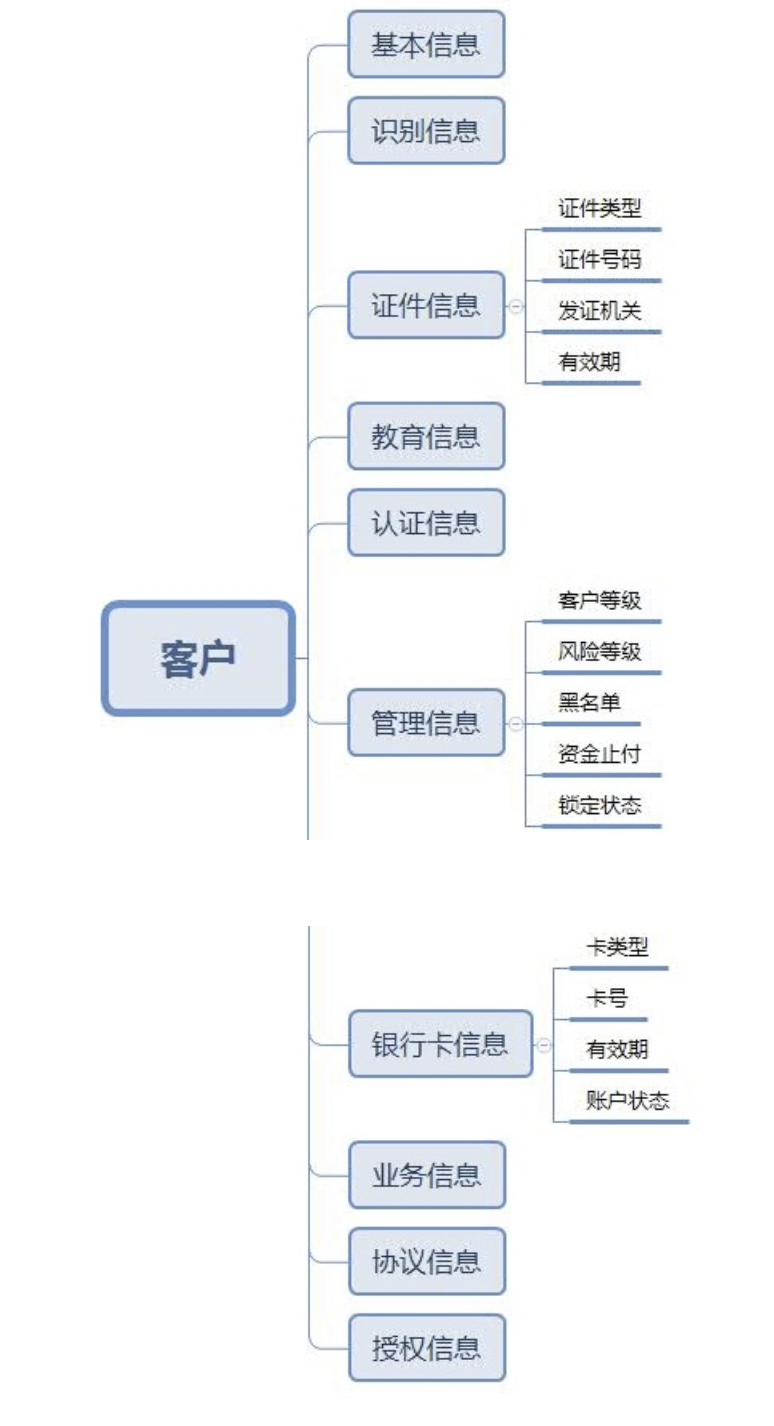 基本信息
识别信息
证件信息
证件类型
证件号码
发证机关
有效期
教育信息
认证信息
客户
管理信息
客户等级
风险等级
黑名单
资金止付
锁定状态
银行卡信息
卡类型
卡号
有效期
账户状态
业务信息
协议信息
授权信息